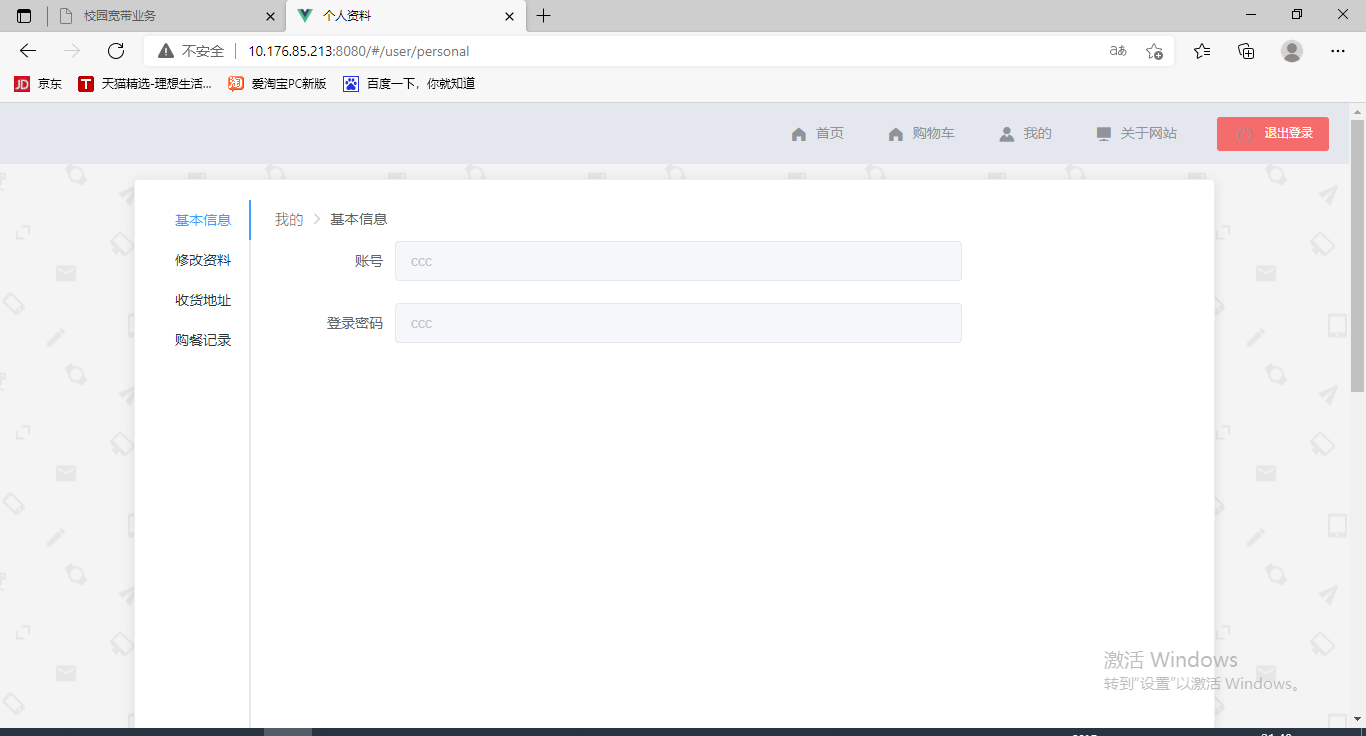 校园宽带业务
个人资料
不安全
10.176.85.213:8080/#/user/personal
aあ
JD 京东
T 天猫精选-理想生活...
淘 爱淘宝PC新版
百度一下，你就知道
首页
购物车
我的
关于网站
退出登录
基本信息
修改资料
收货地址
购餐记录
我的 > 基本信息
账号
ccc
登录密码
ccc
激活 Windows
转到"设置"以激活 Windows。